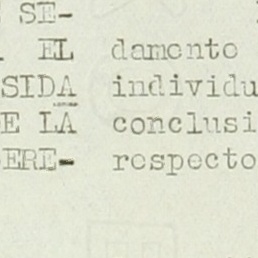 SE-
EL damento
SIDA individu
E LA conclusi
ERE- respecto